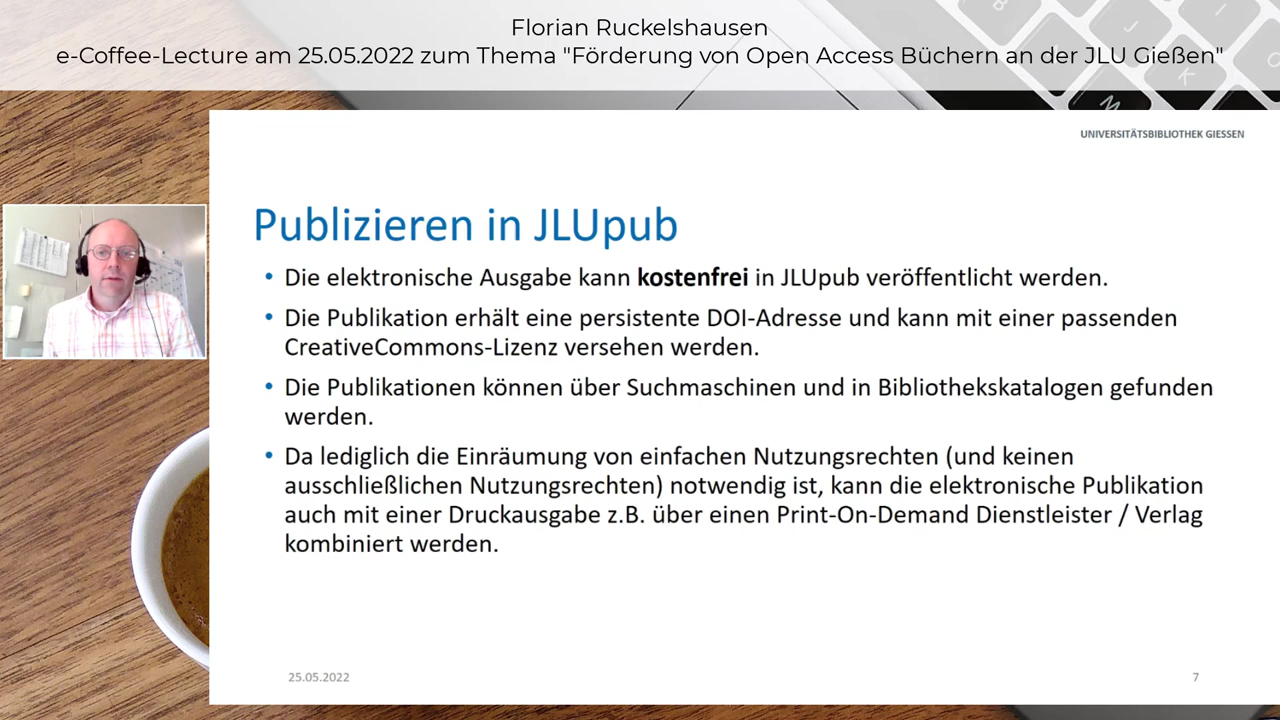 Florian Ruckelshausen
e-Coffee-Lecture am 25.05.2022 zum Thema "Förderung von Open Access Büchern an der JLU Gießen"
UNIVERSITÄTSBIBLIOTHEK GIESSEN
Publizieren in JLUpub
• Die elektronische Ausgabe kann kostenfrei in JLUpub veröffentlicht werden.
• Die Publikation erhält eine persistente DOI-Adresse und kann mit einer passenden
CreativeCommons-Lizenz versehen werden.
• Die Publikationen können über Suchmaschinen und in Bibliothekskatalogen gefunden
werden.
• Da lediglich die Einräumung von einfachen Nutzungsrechten (und keinen
ausschließlichen Nutzungsrechten) notwendig ist, kann die elektronische Publikation
auch mit einer Druckausgabe z.B. über einen Print-On-Demand Dienstleister / Verlag
kombiniert werden.
25.05.2022
7